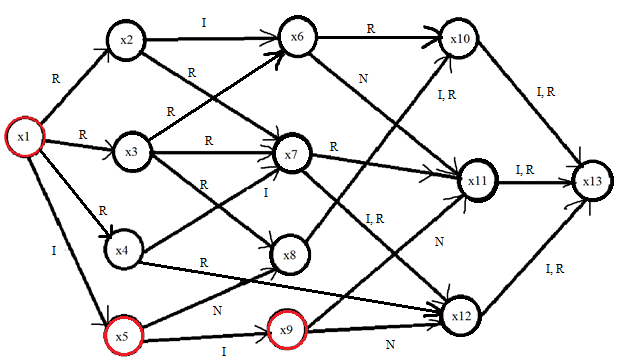 I
x6
R
x10
x2
R
R
N
I, R
I, R
R
x1
R
R
R
x3
x7
x11
I, R
x13
R
I
R
I, R
x4
N
I
R
x8
I, R
N
x12
x5
x9
I
N